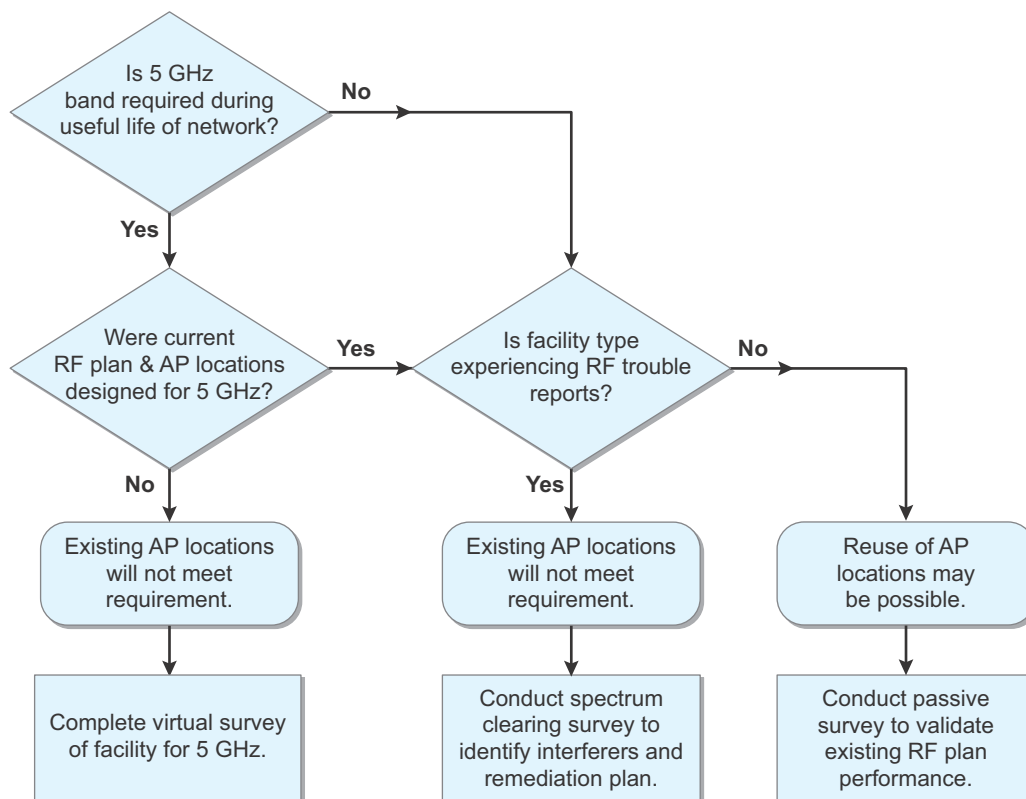 Is 5 GHz
band required during
useful life of network?
No
Yes
Were current
RF plan & AP locations
designed for 5 GHz?
Yes
Is facility type
experiencing RF trouble
reports?
No
No
Yes
Existing AP locations
will not meet
requirement.
Existing AP locations
will not meet
requirement.
Reuse of AP
locations may
be possible.
Complete virtual survey
of facility for 5 GHz.
Conduct spectrum
clearing survey to
identify interferers and
remediation plan.
Conduct passive
survey to validate
existing RF plan
performance.